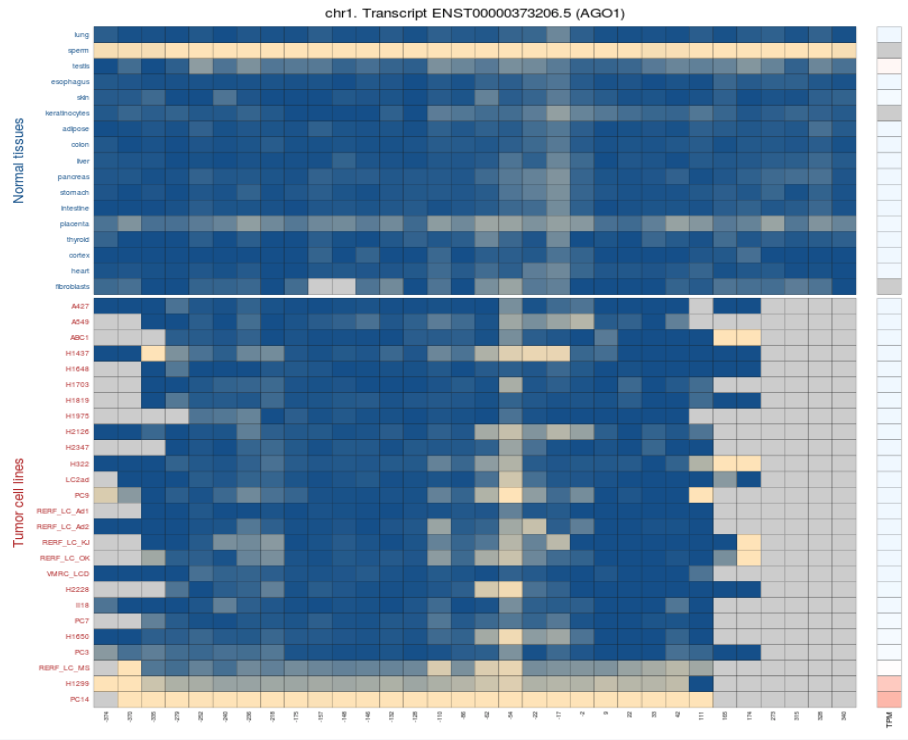 chr1. Transcript ENST00000373206.5 (AGO1)
Normal tissues
lung
sperm
testis
esophagus
skin
keratinocytes
adipose
colon
liver
pancreas
stomach
intestine
placenta
thyroid
cortex
heart
fibroblasts
Tumor cell lines
A427
A549
ABC1
H1437
H1648
H1703
H1819
H1975
H2126
H2347
H322
LC2ad
PC9
RERF_LC_Ad1
RERF_LC_Ad2
RERF_LC_KJ
RERF_LC_OK
VMRC_LCD
H2228
II18
PC7
H1650
PC3
RERF_LC_MS
H1299
PC14
TPM